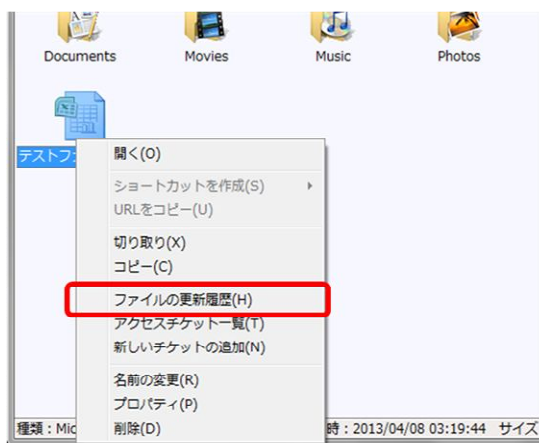 Documents
Movies
Music
Photos
テストフ
開く(O)
ショートカットを作成(S)
URLをコピー(U)
切り取り(X)
コピー(C)
ファイルの更新履歴(H)
アクセスチケット一覧(T)
新しいチケットの追加(N)
名前の変更(R)
プロパティ(P)
削除(D)
種類：Mic
時：2013/04/08 03:19:44 サイズ